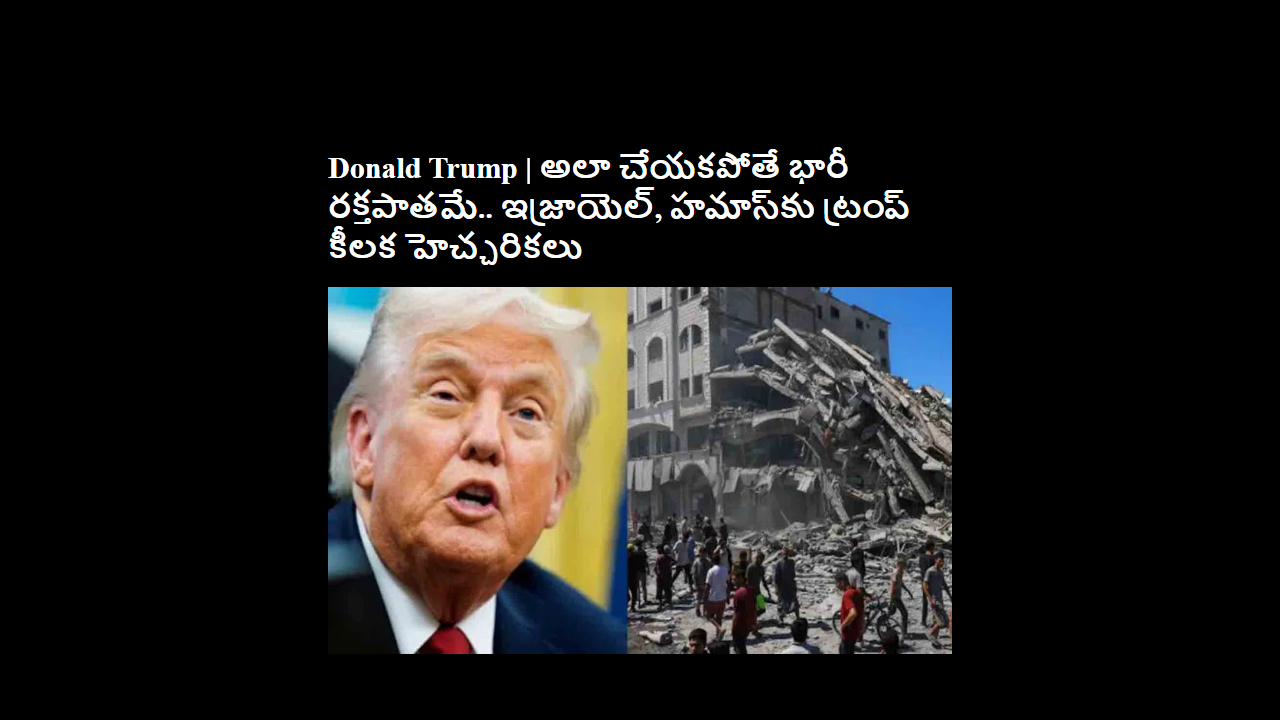 Donald Trump | అలా చేయకపోతే భారీ
రక్తపాతమే.. ఇజ్రాయెల్, హమాస్‌కు ట్రంప్
కీలక హెచ్చరికలు